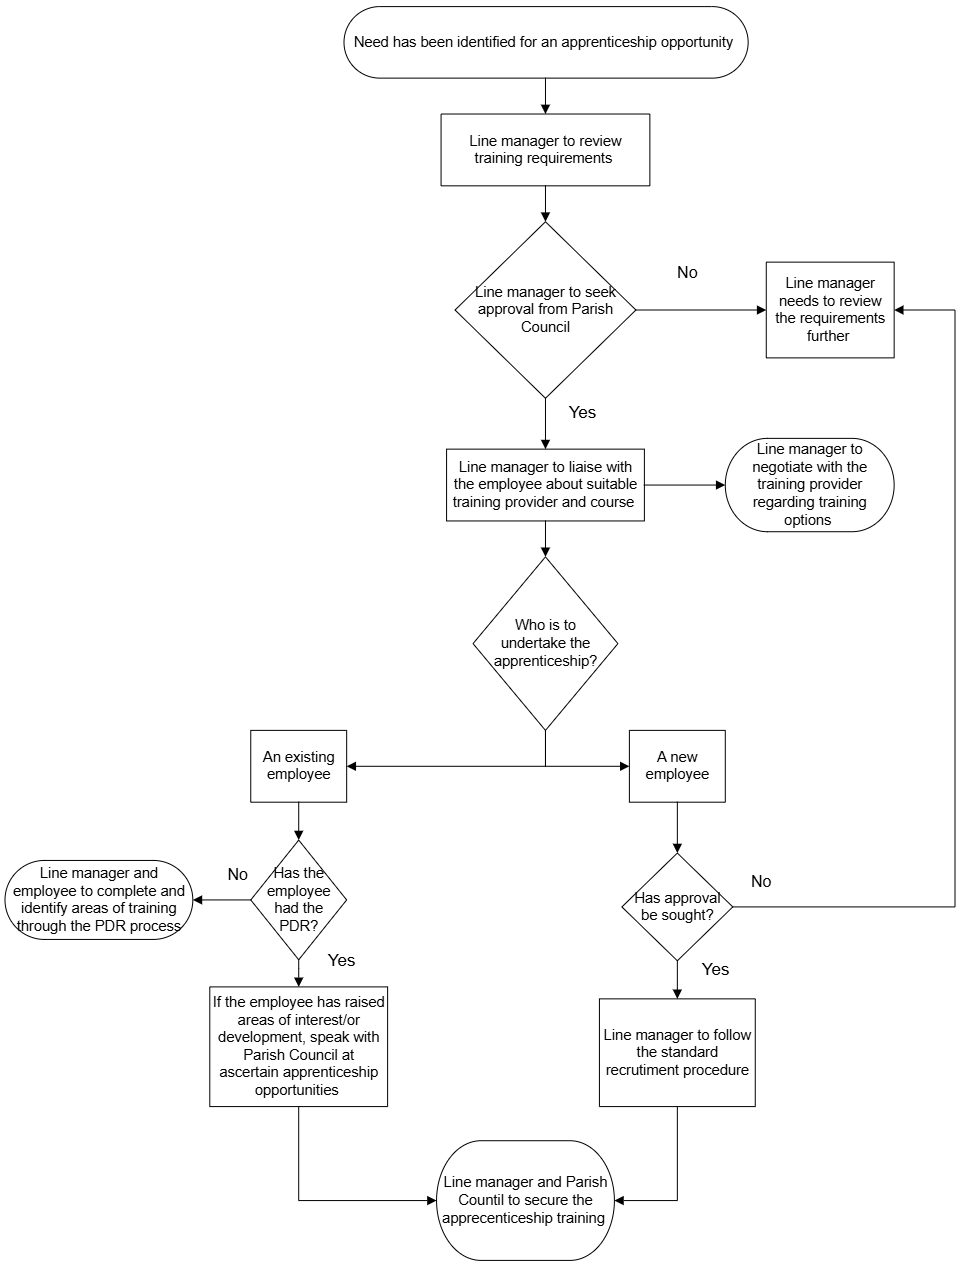 Need has been identified for an apprenticeship opportunity
Line manager to review
training requirements
Line manager to seek
approval from Parish
Council
No
Line manager
needs to review
the requirements
further
Yes
Line manager to liaise with
the employee about suitable
training provider and course
Line manager to
negotiate with the
training provider
regarding training
options
Who is to
undertake the
apprenticeship?
An existing
employee
A new
employee
Has the
employee
had the
PDR?
No
Line manager and
employee to complete and
identify areas of training
through the PDR process
Yes
Has approval
be sought?
No
Yes
If the employee has raised
areas of interest/or
development, speak with
Parish Council at
ascertain apprenticeship
opportunities
Line manager to follow
the standard
recrutiment procedure
Line manager and Parish
Countil to secure the
apprecenticeship training